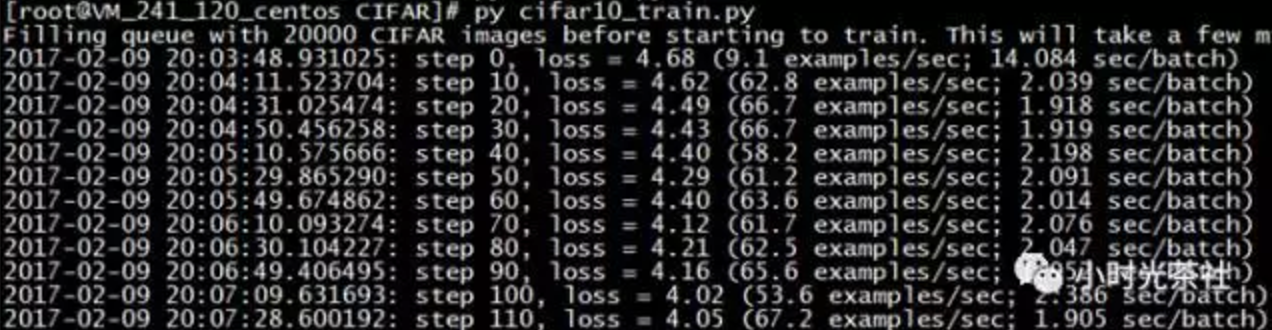 [root@VM_241_120_centos CIFAR]# py cifar10_train.py
Filling queue with 20000 CIFAR images before starting to train. This will take a few m
2017-02-09 20:03:48.931025: step 0, loss = 4.68 (9.1 examples/sec; 14.084 sec/batch)
2017-02-09 20:04:11.523704: step 10, loss = 4.62 (62.8 examples/sec; 2.039 sec/batch)
2017-02-09 20:04:31.025474: step 20, loss = 4.49 (66.7 examples/sec; 1.918 sec/batch)
2017-02-09 20:04:50.456258: step 30, loss = 4.43 (66.7 examples/sec; 1.919 sec/batch)
2017-02-09 20:05:10.575666: step 40, loss = 4.40 (58.2 examples/sec; 2.198 sec/batch)
2017-02-09 20:05:29.865290: step 50, loss = 4.29 (61.2 examples/sec; 2.091 sec/batch)
2017-02-09 20:05:49.674862: step 60, loss = 4.40 (63.6 examples/sec; 2.014 sec/batch)
2017-02-09 20:06:10.093274: step 70, loss = 4.12 (61.7 examples/sec; 2.076 sec/batch)
2017-02-09 20:06:30.104227: step 80, loss = 4.21 (62.5 examples/sec; 2.047 sec/batch)
2017-02-09 20:06:49.406495: step 90, loss = 4.16 (65.6 examples/sec; sec/batch)
小时光茶社
2017-02-09 20:07:09.631693: step 100, loss = 4.02 (53.6 examples/sec; 2.386 sec/batch)
2017-02-09 20:07:28.600192: step 110, loss = 4.05 (67.2 examples/sec; 1.905 sec/batch)